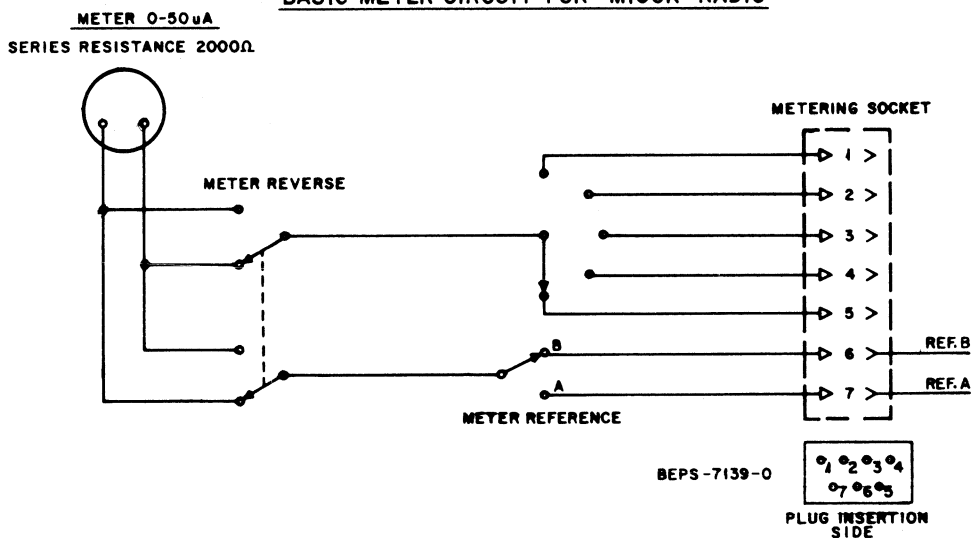 BASIC METER CIRCUIT FOR "MICOR" RADIO
METER 0-50uA
SERIES RESISTANCE 2000Ω
METERING SOCKET
METER REVERSE
1
2
3
4
5
B
6
REF. B
A
7
REF. A
METER REFERENCE
BEPS-7139-0
1 2 3 4
7 6 5
PLUG INSERTION
SIDE